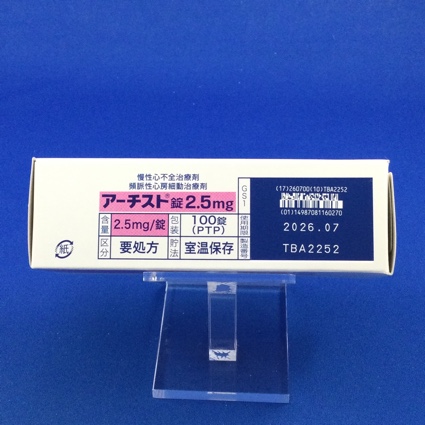 慢性心不全治療剤
頻脈性心房細動治療剤
アーチスト®錠2.5mg
含量 2.5mg/錠 包装 100錠(PTP)
区分 要処方 貯法 室温保存
GS1
(17)260700(10)TBA2252
(01)14987081160270
使用期限 2026.07
製造番号 TBA2252
紙